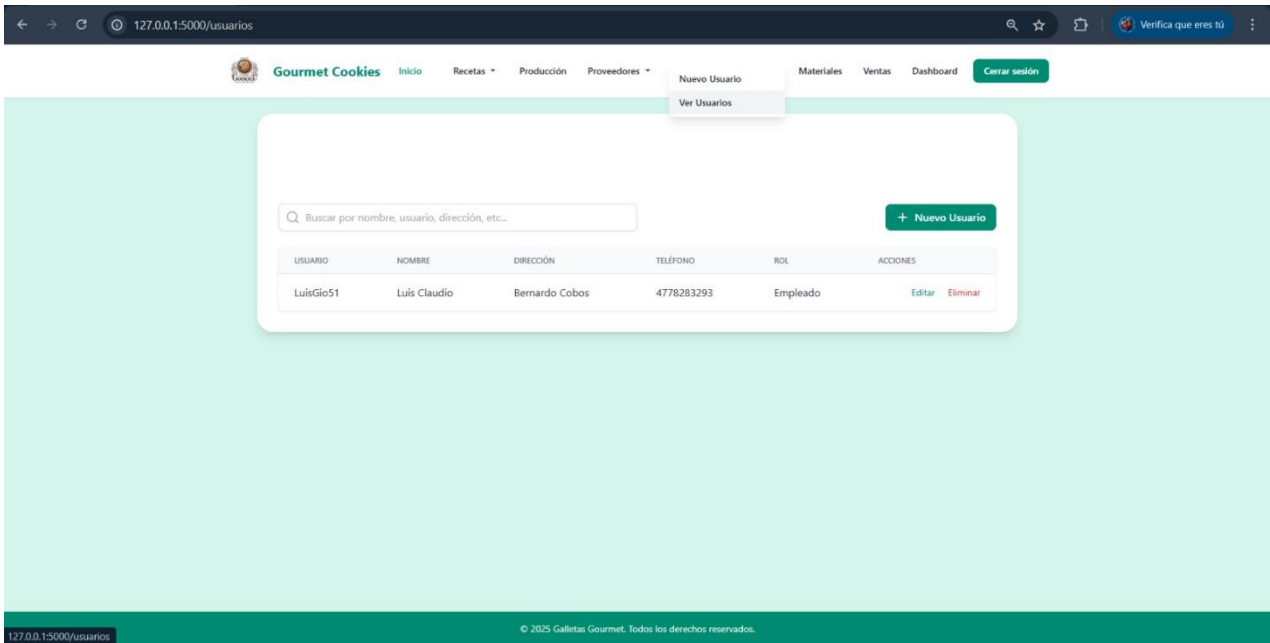 127.0.0.1:5000/usuarios
Verifica que eres tú
Gourmet Cookies Inicio Recetas Producción Proveedores Materiales Ventas Dashboard Cerrar sesión
Nuevo Usuario
Ver Usuarios
Buscar por nombre, usuario, dirección, etc...
+ Nuevo Usuario
USUARIO NOMBRE DIRECCIÓN TELÉFONO ROL ACCIONES
LuisGio51 Luis Claudio Bernardo Cobos 4778283293 Empleado Editar Eliminar
© 2025 Galletas Gourmet. Todos los derechos reservados.
127.0.0.1:5000/usuarios